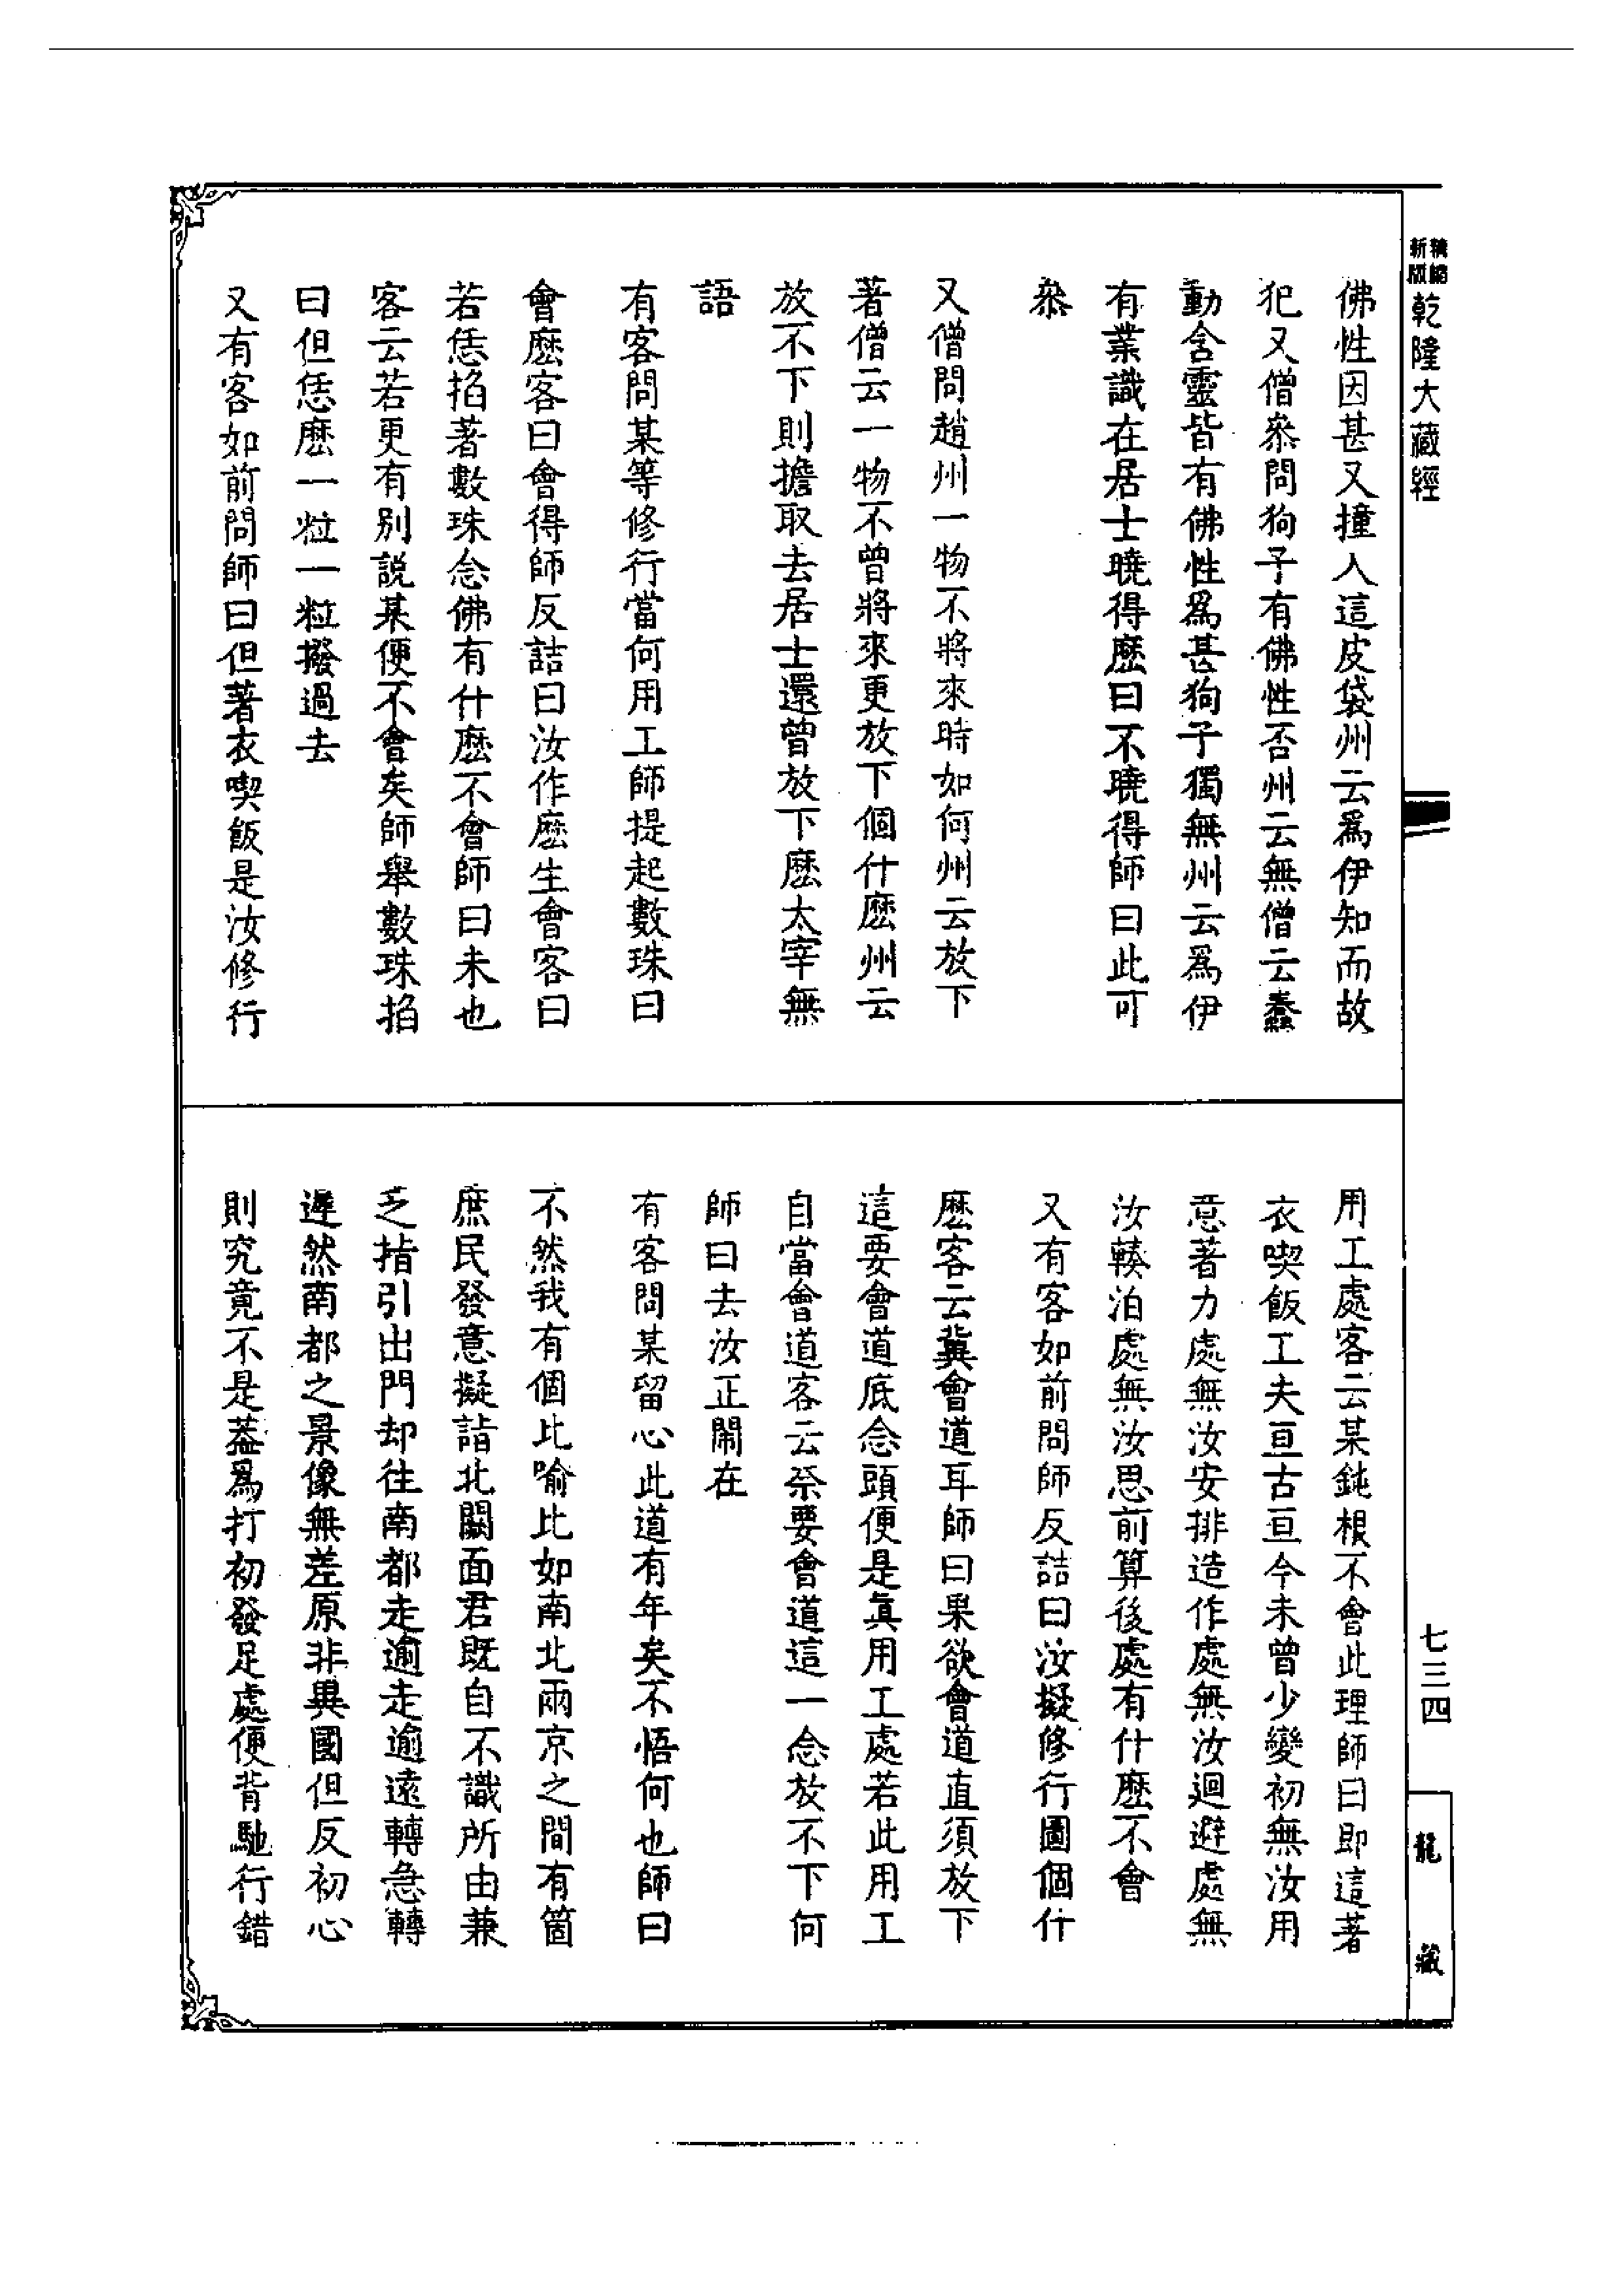 精縮
新版
乾隆大藏經
佛性因甚又撞入這皮袋州云爲伊知而故
犯又僧叅問狗子有佛性否州云無僧云蠢
動含靈皆有佛性爲甚狗子獨無州云爲伊
有業識在居士曉得麽曰不曉得師曰此可
叅
又僧問趙州一物不將來時如何州云放下
著僧云一物不曾將來更放下個什麽州云
放不下則擔取去居士還曾放下麽太宰無
語
有客問某等修行當何用工師提起數珠曰
會麽客曰會得師反詰曰汝作麽生會客曰
若恁掐著數珠念佛有什麽不會師曰未也
客云若更有別説某便不會矣師舉數珠掐
曰但恁麽一粒一粒撥過去
又有客如前問師曰但著衣喫飯是汝修行
用工處客云某鈍根不會此理師曰即這著
衣喫飯工夫亘古亘今未曾少變初無汝用
意著力處無汝安排造作處無汝迴避處無
汝輳泊處無汝思前算後處有什麽不會
又有客如前問師反詰曰汝擬修行圖個什
麽客云冀會道耳師曰果欲會道直須放下
這要會道底念頭便是眞用工處若此用工
自當會道客云柰要會道這一念放不下何
師曰去汝正鬧在
有客問某留心此道有年矣不悟何也師曰
不然我有個比喻比如南北兩京之間有箇
庶民發意擬詣北闕面君既自不識所由兼
乏指引出門却往南都走逾走逾遠轉急轉
遲然南都之景像無差原非異國但反初心
則究竟不是葢爲打初發足處便背馳行錯
七三四
龍藏